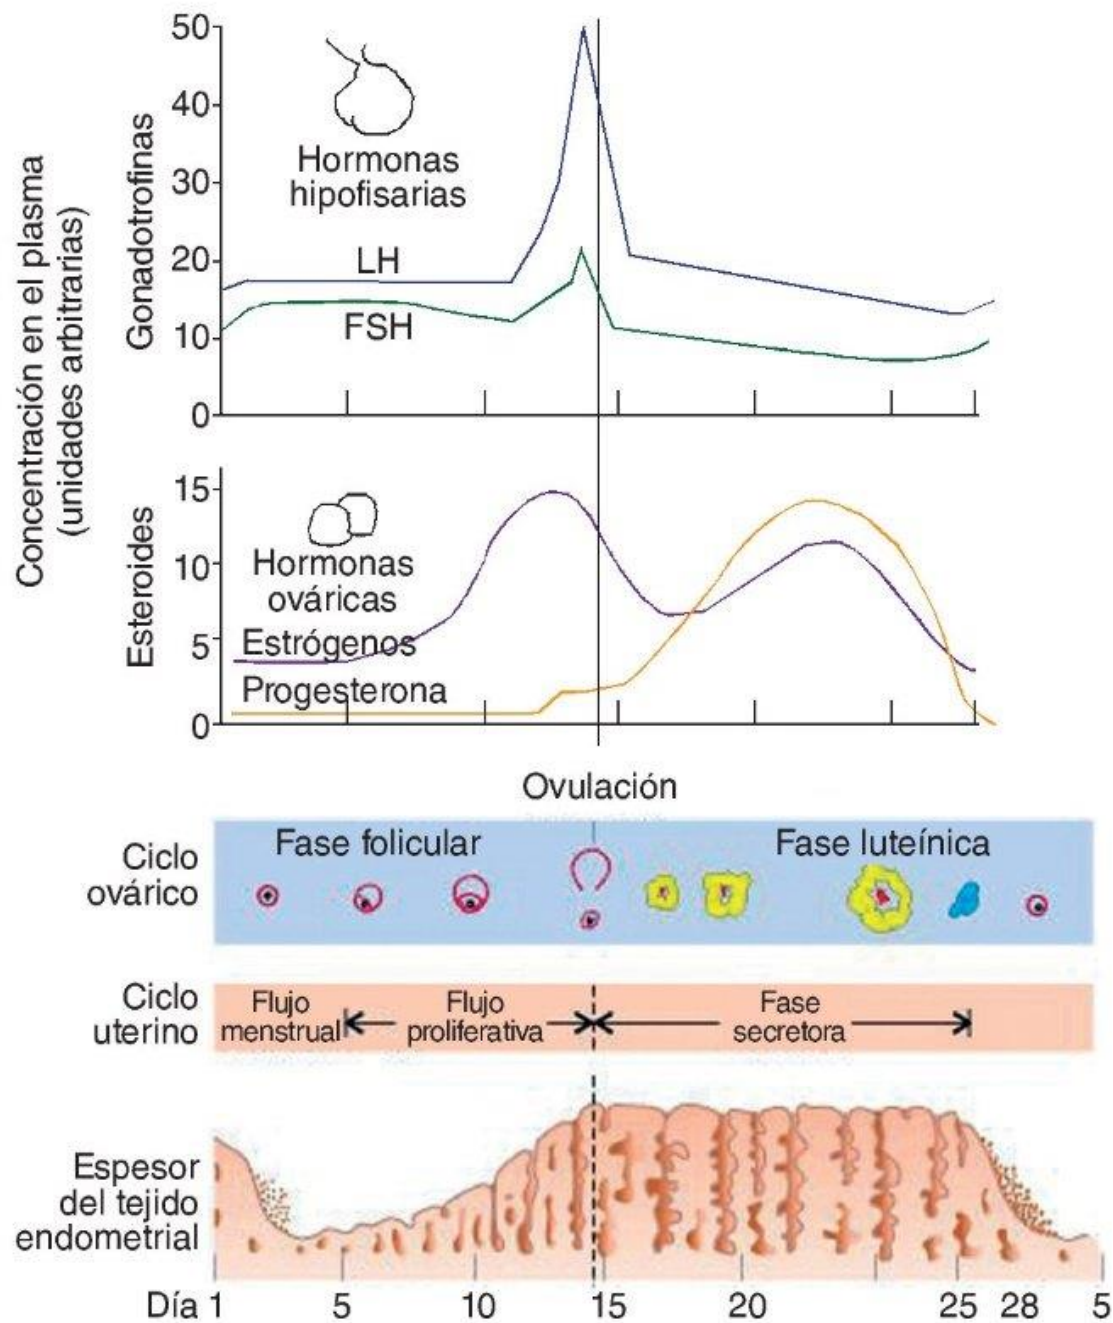 Concentración en el plasma
(unidades arbitrarias)
Gonadotrofinas
50
40
30
20
10
0
Hormonas
hipofisarias
LH
FSH
Esteroides
15
10
5
0
Hormonas
ováricas
Estrógenos
Progesterona
Ovulación
Ciclo
ovárico
Fase folicular
Fase luteínica
Ciclo
uterino
Flujo
menstrual
Flujo
proliferativa
Fase
secretora
Espesor
del tejido
endometrial
Día 1 5 10 15 20 25 28 5